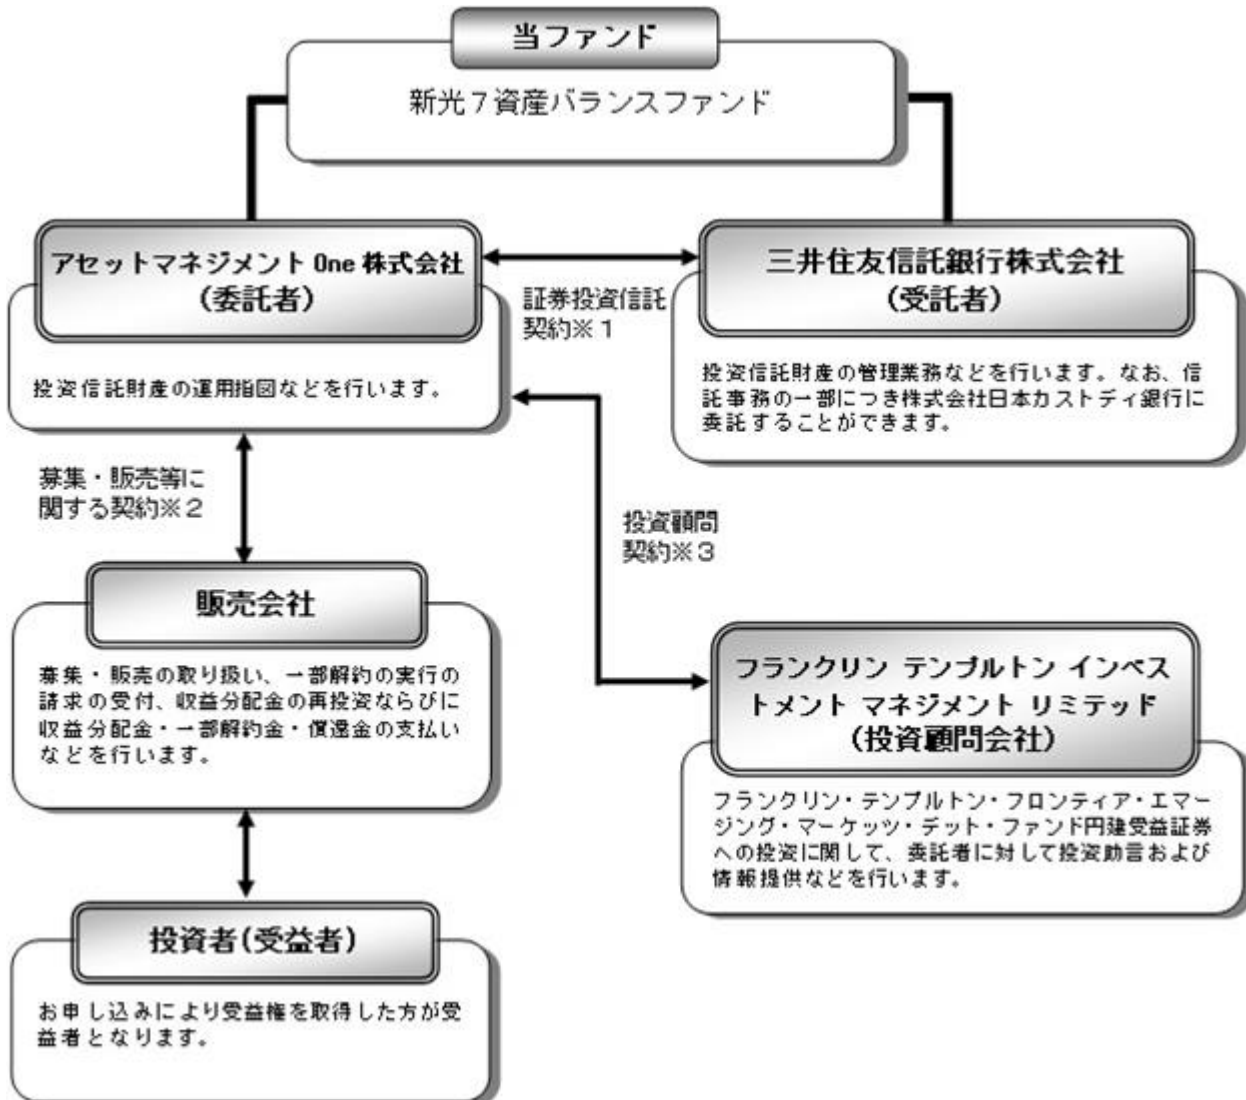 当ファンド
新光7資産バランスファンド
アセットマネジメント One 株式会社
(委託者)
投資信託財産の運用指図などを行います。
証券投資信託
契約※1
三井住友信託銀行株式会社
(受託者)
投資信託財産の管理業務などを行います。なお、信
託事務の一部につき株式会社日本カストディ銀行に
委託することができます。
募集・販売等に
関する契約※2
投資顧問
契約※3
販売会社
募集・販売の取り扱い、一部解約の実行の
請求の受付、収益分配金の再投資ならびに
収益分配金・一部解約金・償還金の支払い
などを行います。
フランクリン テンプルトン インベス
トメント マネジメント リミテッド
(投資顧問会社)
フランクリン・テンプルトン・フロンティア・エマー
ジング・マーケッツ・デット・ファンド円建受益証券
への投資に関して、委託者に対して投資助言および
情報提供などを行います。
投資者(受益者)
お申し込みにより受益権を取得した方が受
益者となります。